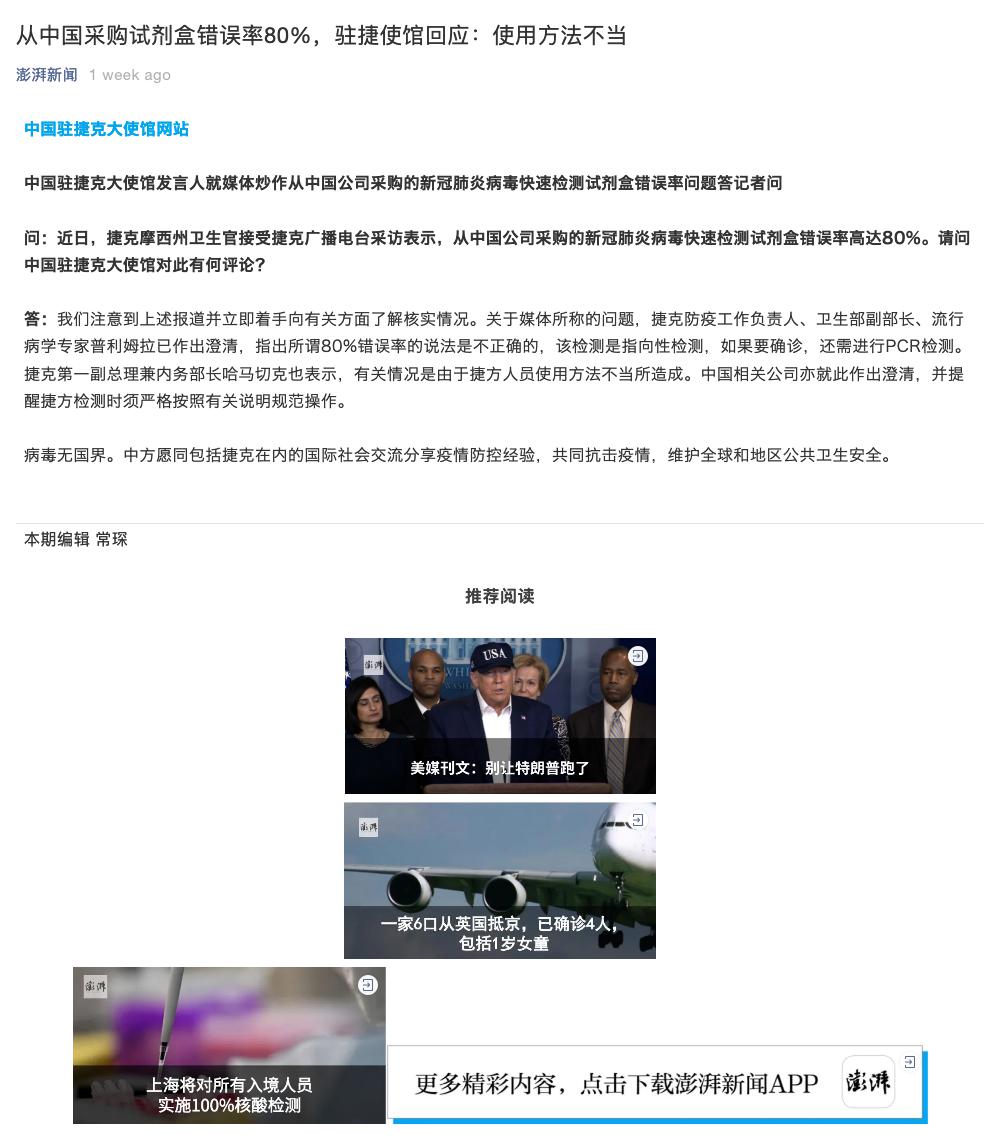 从中国采购试剂盒错误率80%，驻捷使馆回应：使用方法不当
澎湃新闻 1 week ago
中国驻捷克大使馆网站
中国驻捷克大使馆发言人就媒体炒作从中国公司采购的新冠肺炎病毒快速检测试剂盒错误率问题答记者问
问：近日，捷克摩西州卫生官接受捷克广播电台采访表示，从中国公司采购的新冠肺炎病毒快速检测试剂盒错误率高达80%。请问
中国驻捷克大使馆对此有何评论？
答：我们注意到上述报道并立即着手向有关方面了解核实情况。关于媒体所称的问题，捷克防疫工作负责人、卫生部副部长、流行
病学专家普利姆拉已作出澄清，指出所谓80%错误率的说法是不正确的，该检测是指向性检测，如果要确诊，还需进行PCR检测。
捷克第一副总理兼内务部长哈马切克也表示，有关情况是由于捷方人员使用方法不当所造成。中国相关公司亦就此作出澄清，并提
醒捷方检测时须严格按照有关说明规范操作。
病毒无国界。中方愿同包括捷克在内的国际社会交流分享疫情防控经验，共同抗击疫情，维护全球和地区公共卫生安全。
本期编辑 常琛
推荐阅读
澎湃
USA
美媒刊文：别让特朗普跑了
澎湃
一家6口从英国抵京，已确诊4人，
包括1岁女童
澎湃
上海将对所有入境人员
实施100%核酸检测
更多精彩内容，点击下载澎湃新闻APP
澎湃